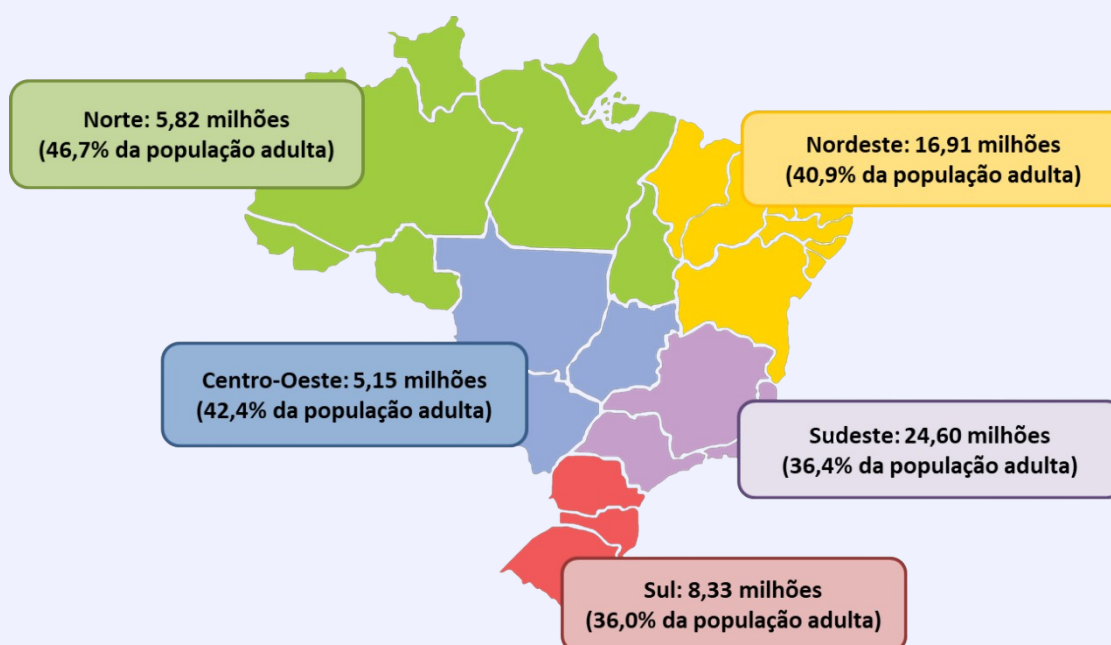 Norte: 5,82 milhões
(46,7% da população adulta)
Nordeste: 16,91 milhões
(40,9% da população adulta)
Centro-Oeste: 5,15 milhões
(42,4% da população adulta)
Sudeste: 24,60 milhões
(36,4% da população adulta)
Sul: 8,33 milhões
(36,0% da população adulta)